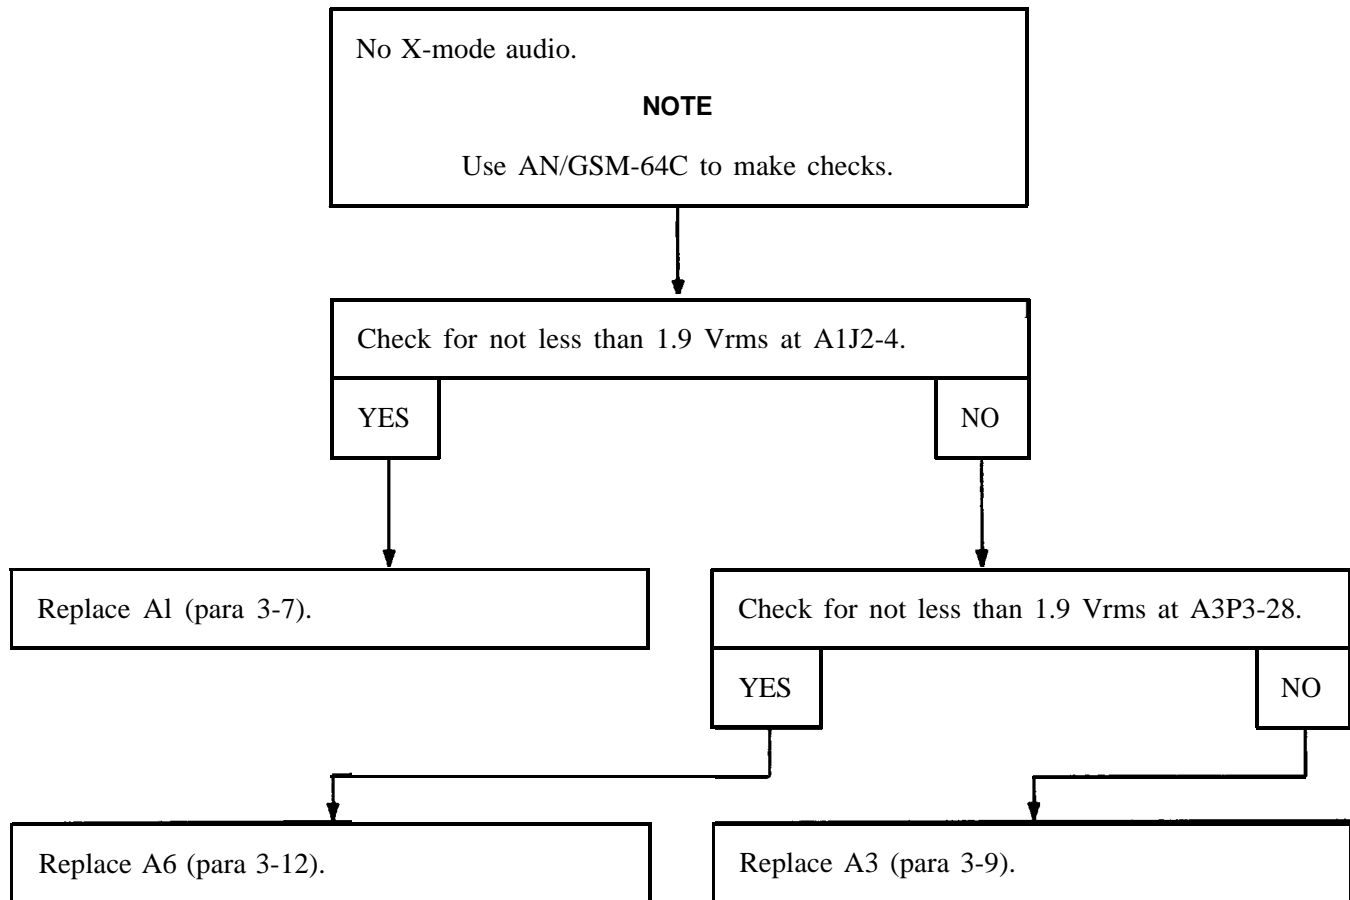 No X-mode audio.
NOTE
Use AN/GSM-64C to make checks.
Check for not less than 1.9 Vrms at A1J2-4.
YES
NO
Replace Al (para 3-7).
Check for not less than 1.9 Vrms at A3P3-28.
YES
NO
Replace A6 (para 3-12).
Replace A3 (para 3-9).